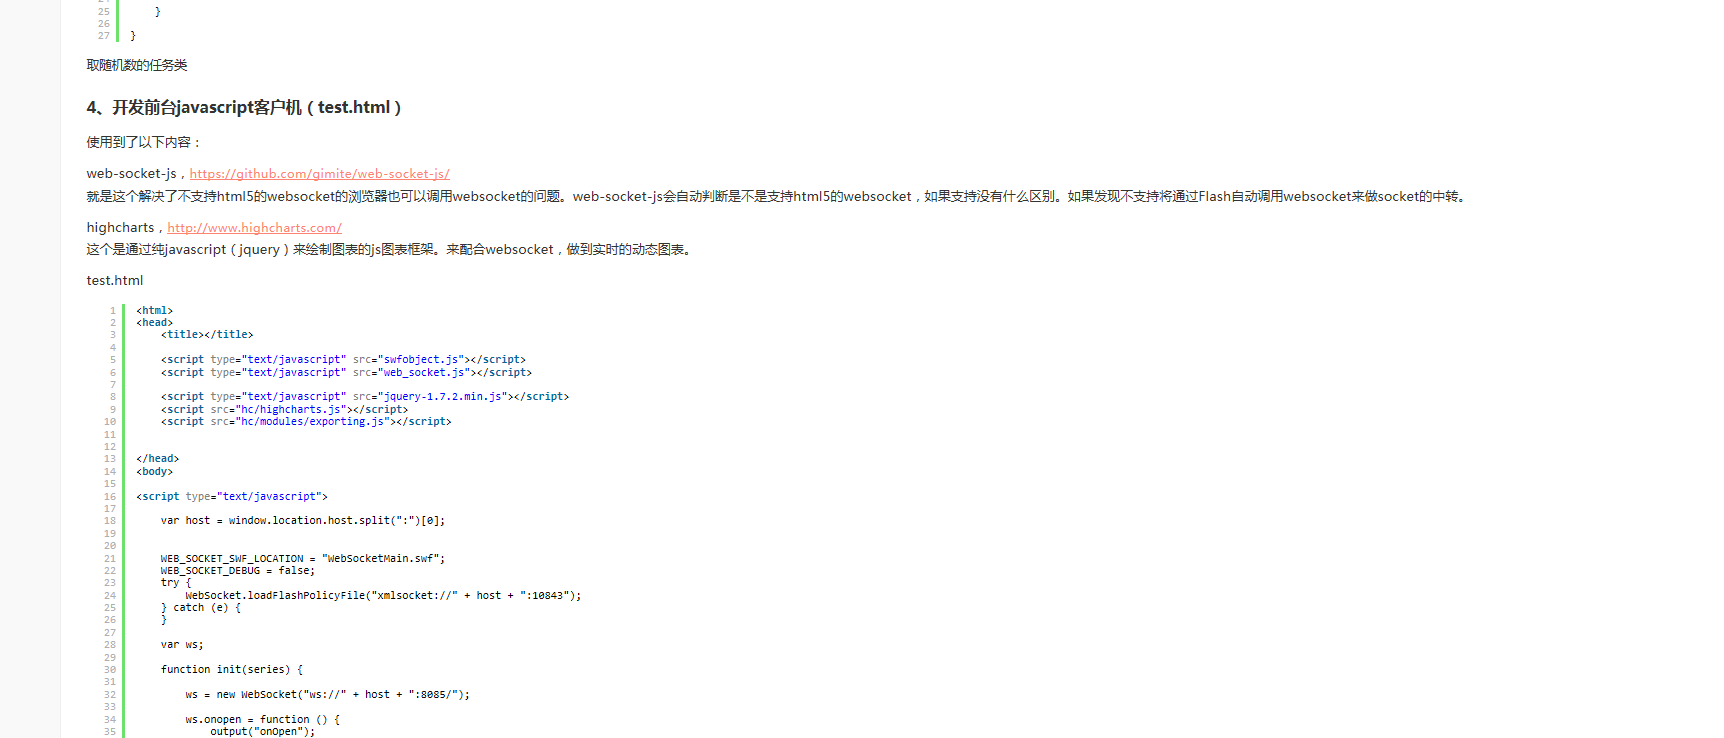 25 }
26
27 }
取随机数的任务类
4、开发前台javascript客户机（test.html）
使用到了以下内容：
web-socket-js，https://github.com/gimite/web-socket-js/
就是这个解决了不支持html5的websocket的浏览器也可以调用websocket的问题。web-socket-js会自动判断是不是支持html5的websocket，如果支持没有什么区别。如果发现不支持将通过Flash自动调用websocket来做socket的中转。
highcharts，http://www.highcharts.com/
这个是通过纯javascript（jquery）来绘制图表的js图表框架。来配合websocket，做到实时的动态图表。
test.html
1 <html>
2 <head>
3 <title></title>
4
5 <script type="text/javascript" src="swfobject.js"></script>
6 <script type="text/javascript" src="web_socket.js"></script>
7
8 <script type="text/javascript" src="jquery-1.7.2.min.js"></script>
9 <script src="hc/highcharts.js"></script>
10 <script src="hc/modules/exporting.js"></script>
11
12
13 </head>
14 <body>
15
16 <script type="text/javascript">
17
18 var host = window.location.host.split(":")[0];
19
20
21 WEB_SOCKET_SWF_LOCATION = "WebSocketMain.swf";
22 WEB_SOCKET_DEBUG = false;
23 try {
24 WebSocket.loadFlashPolicyFile("xmlsocket://" + host + ":10843");
25 } catch (e) {
26 }
27
28 var ws;
29
30 function init(series) {
31
32 ws = new WebSocket("ws://" + host + ":8085/");
33
34 ws.onopen = function () {
35 output("onOpen");